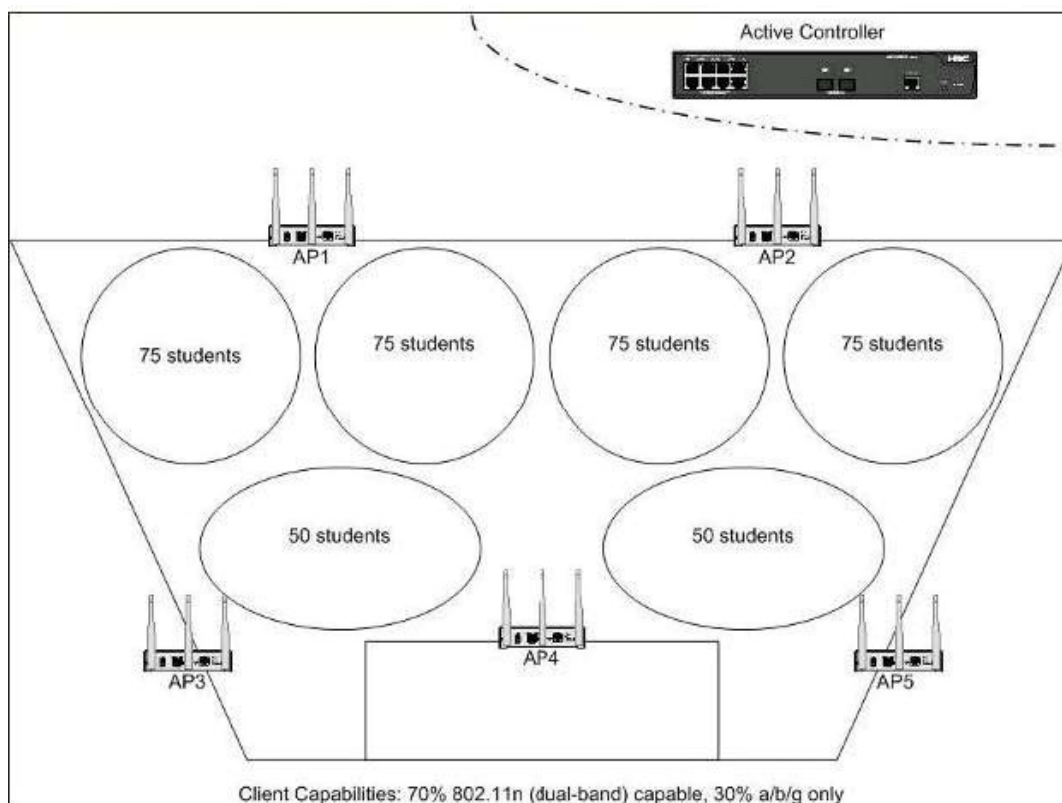 Active Controller
H3C
AP1
AP2
75 students
75 students
75 students
75 students
50 students
50 students
AP3
AP4
AP5
Client Capabilities: 70% 802.11n (dual-band) capable, 30% a/b/g only